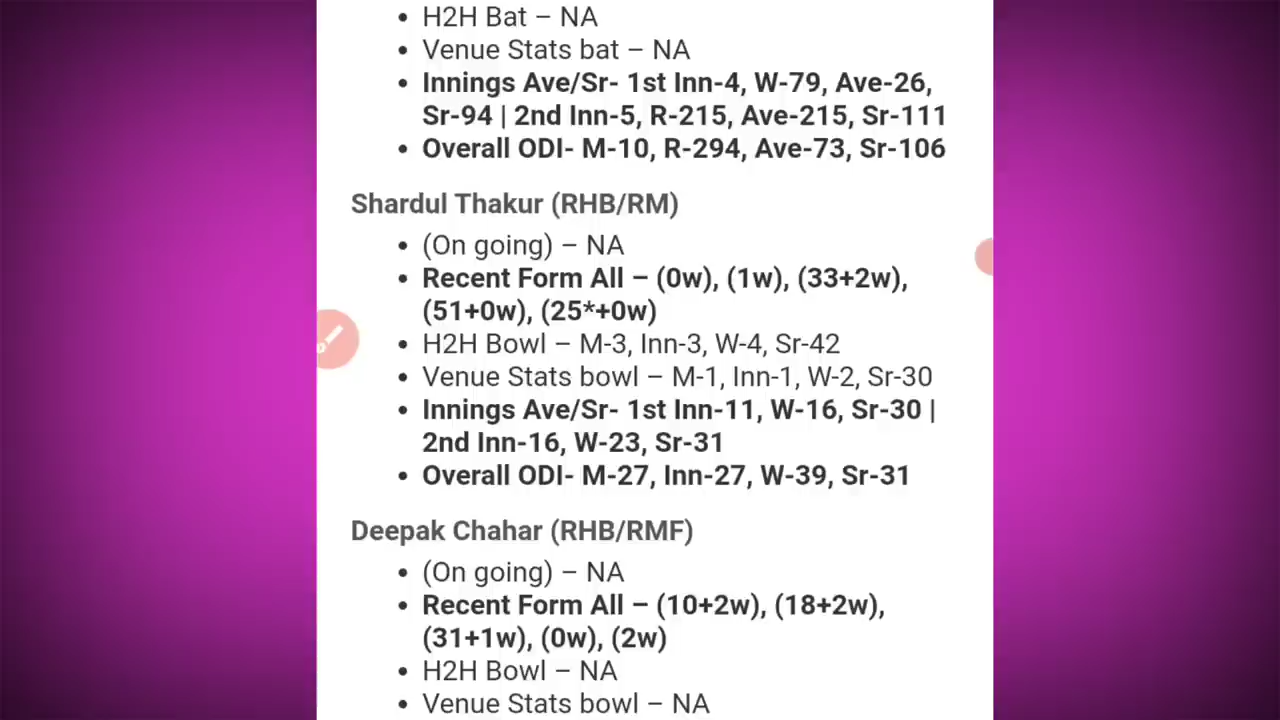 • H2H Bat – NA
• Venue Stats bat – NA
• Innings Ave/Sr- 1st Inn-4, W-79, Ave-26,
Sr-94 | 2nd Inn-5, R-215, Ave-215, Sr-111
• Overall ODI- M-10, R-294, Ave-73, Sr-106
Shardul Thakur (RHB/RM)
• (On going) – NA
• Recent Form All – (0w), (1w), (33+2w),
(51+0w), (25*+0w)
• H2H Bowl – M-3, Inn-3, W-4, Sr-42
• Venue Stats bowl – M-1, Inn-1, W-2, Sr-30
• Innings Ave/Sr- 1st Inn-11, W-16, Sr-30 |
2nd Inn-16, W-23, Sr-31
• Overall ODI- M-27, Inn-27, W-39, Sr-31
Deepak Chahar (RHB/RMF)
• (On going) – NA
• Recent Form All – (10+2w), (18+2w),
(31+1w), (0w), (2w)
• H2H Bowl – NA
• Venue Stats bowl – NA